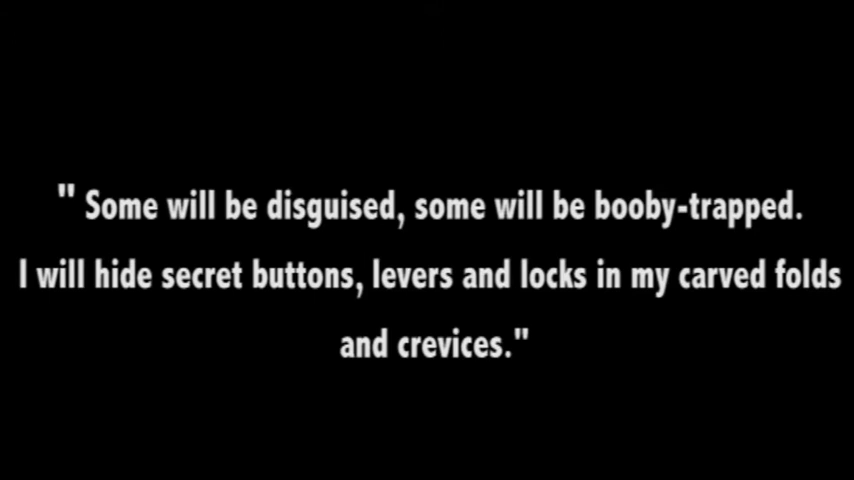 " Some will be disguised, some will be booby-trapped.
I will hide secret buttons, levers and locks in my carved folds
and crevices."